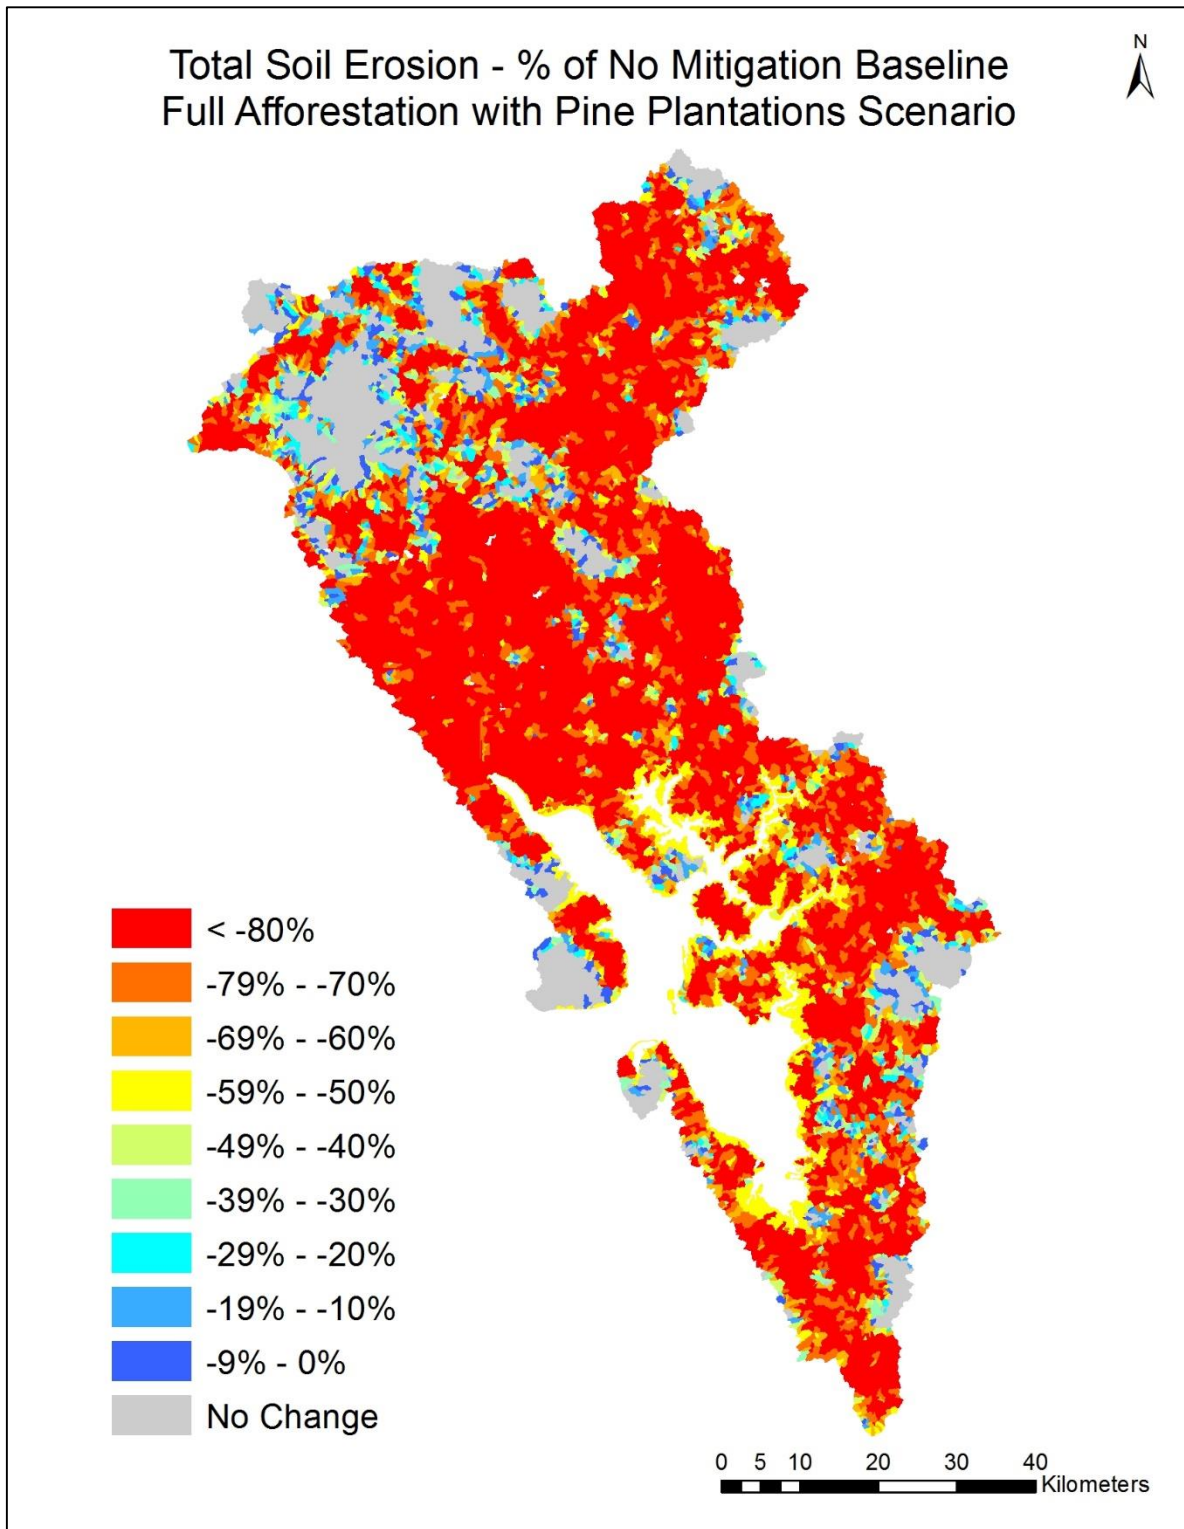 Total Soil Erosion - % of No Mitigation Baseline
Full Afforestation with Pine Plantations Scenario
N
< -80%
-79% - -70%
-69% - -60%
-59% - -50%
-49% - -40%
-39% - -30%
-29% - -20%
-19% - -10%
-9% - 0%
No Change
0 5 10 20 30 40
Kilometers